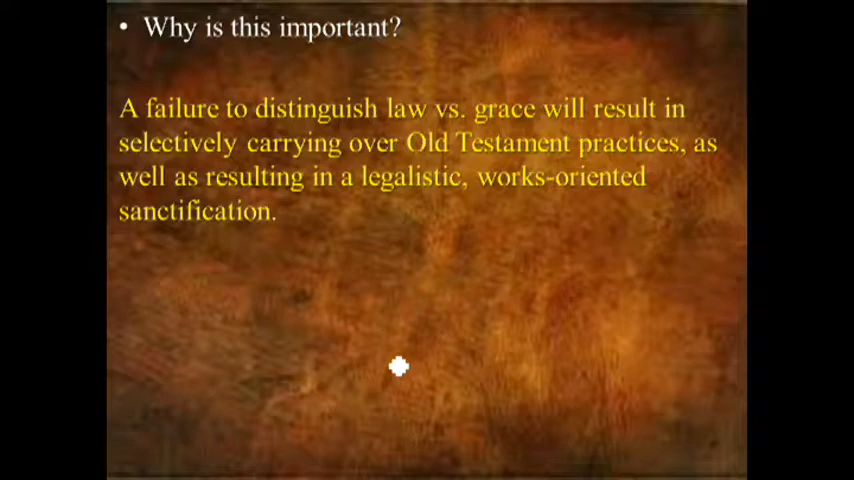 • Why is this important?
A failure to distinguish law vs. grace will result in
selectively carrying over Old Testament practices, as
well as resulting in a legalistic, works-oriented
sanctification.